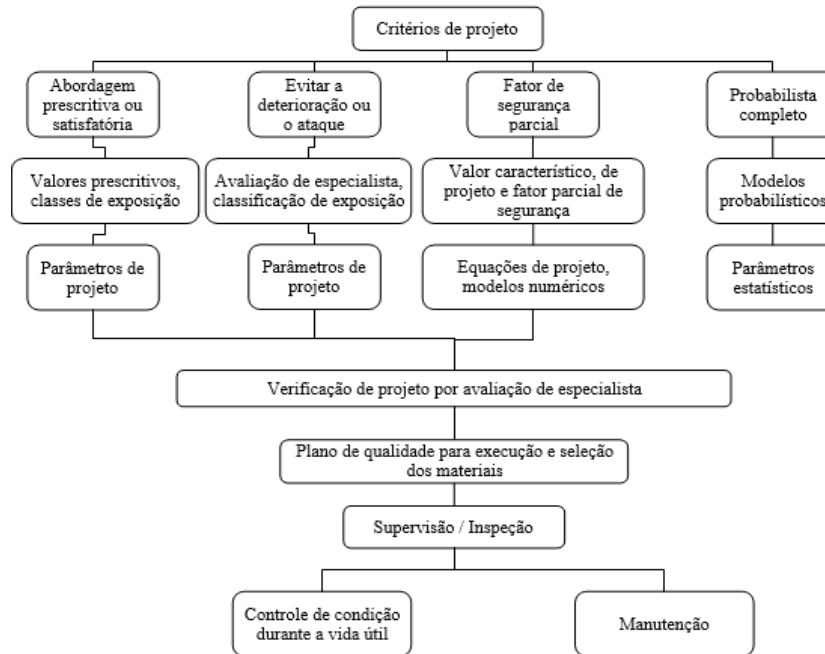 Critérios de projeto
Abordagem
prescritiva ou
satisfatória
Evitar a
deterioração ou
o ataque
Fator de
segurança
parcial
Probabilista
completo
Valores prescritivos,
classes de exposição
Avaliação de especialista,
classificação de exposição
Valor característico, de
projeto e fator parcial de
segurança
Modelos
probabilísticos
Parâmetros de
projeto
Parâmetros de
projeto
Equações de projeto,
modelos numéricos
Parâmetros
estatísticos
Verificação de projeto por avaliação de especialista
Plano de qualidade para execução e seleção
dos materiais
Supervisão / Inspeção
Controle de condição
durante a vida útil
Manutenção